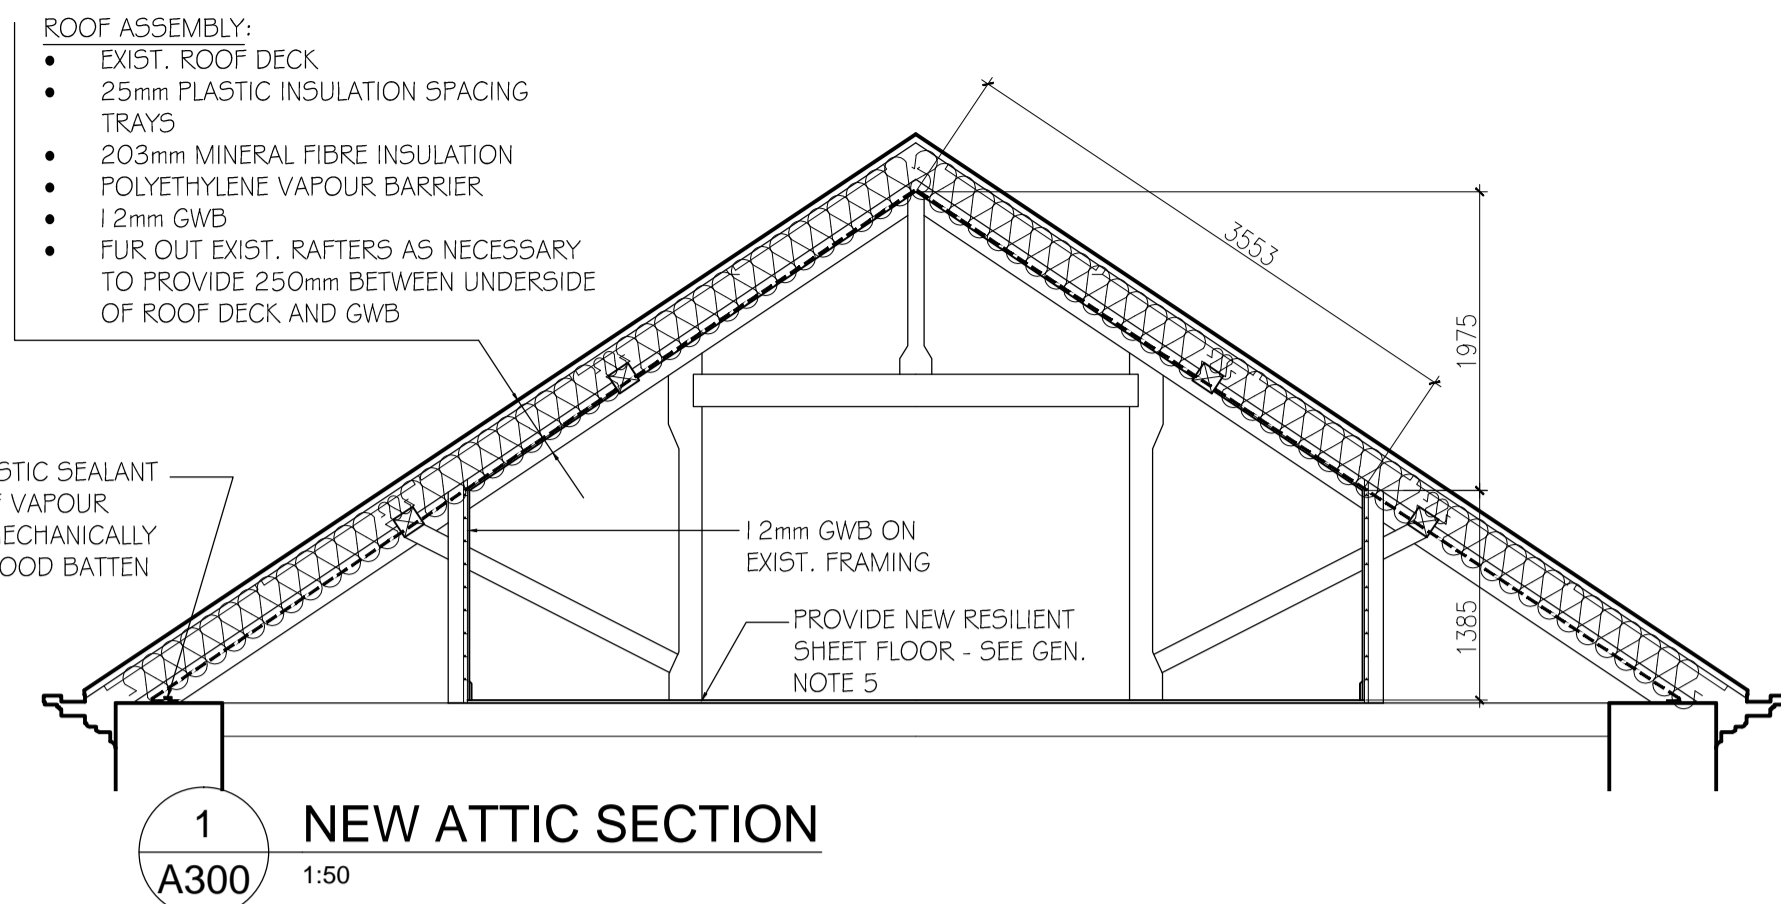 ROOF ASSEMBLY:
• EXIST. ROOF DECK
• 25mm PLASTIC INSULATION SPACING
TRAYS
• 203mm MINERAL FIBRE INSULATION
• POLYETHYLENE VAPOUR BARRIER
• 12mm GWB
• FUR OUT EXIST. RAFTERS AS NECESSARY
TO PROVIDE 250mm BETWEEN UNDERSIDE
OF ROOF DECK AND GWB
3553
1975
SEALANT
VAPOUR
MECHANICALLY
BATTEN
12mm GWB ON
EXIST. FRAMING
PROVIDE NEW RESILIENT
SHEET FLOOR - SEE GEN.
NOTE 5
1385
1
A300
NEW ATTIC SECTION
1:50